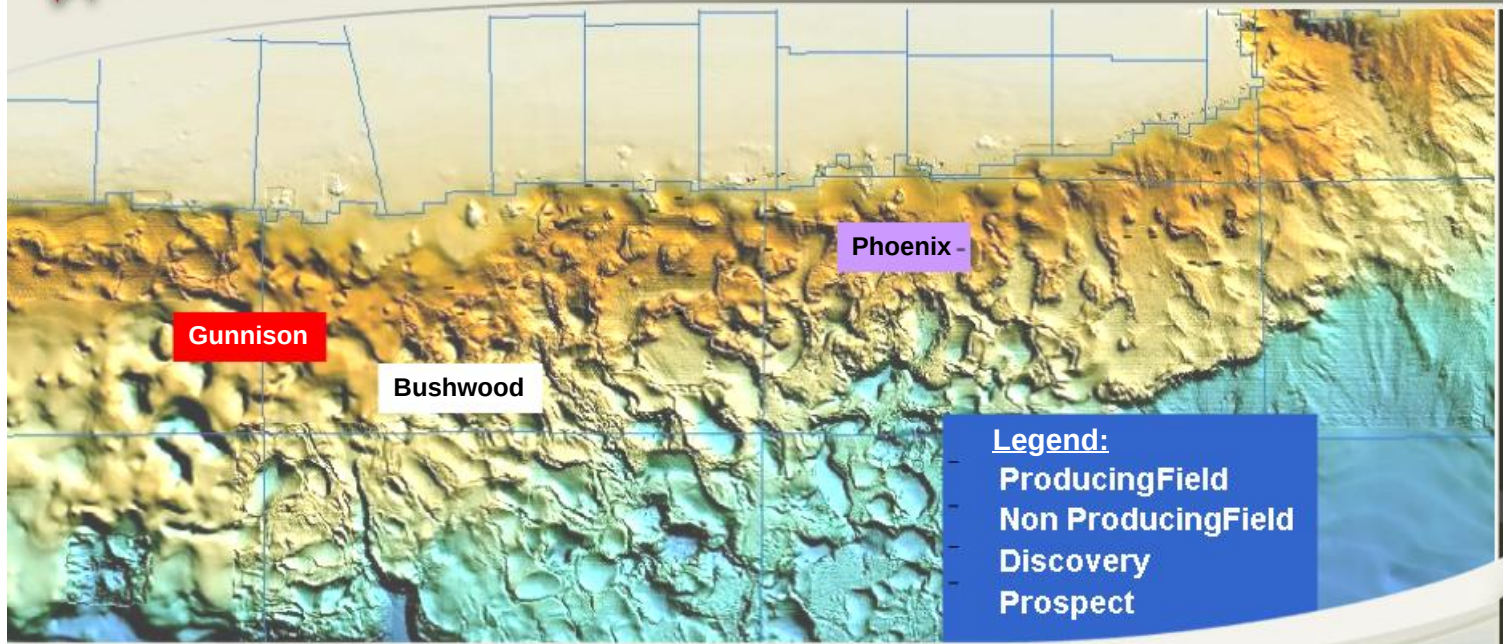 Phoenix
Gunnison
Bushwood
Legend:
ProducingField
Non ProducingField
Discovery
Prospect